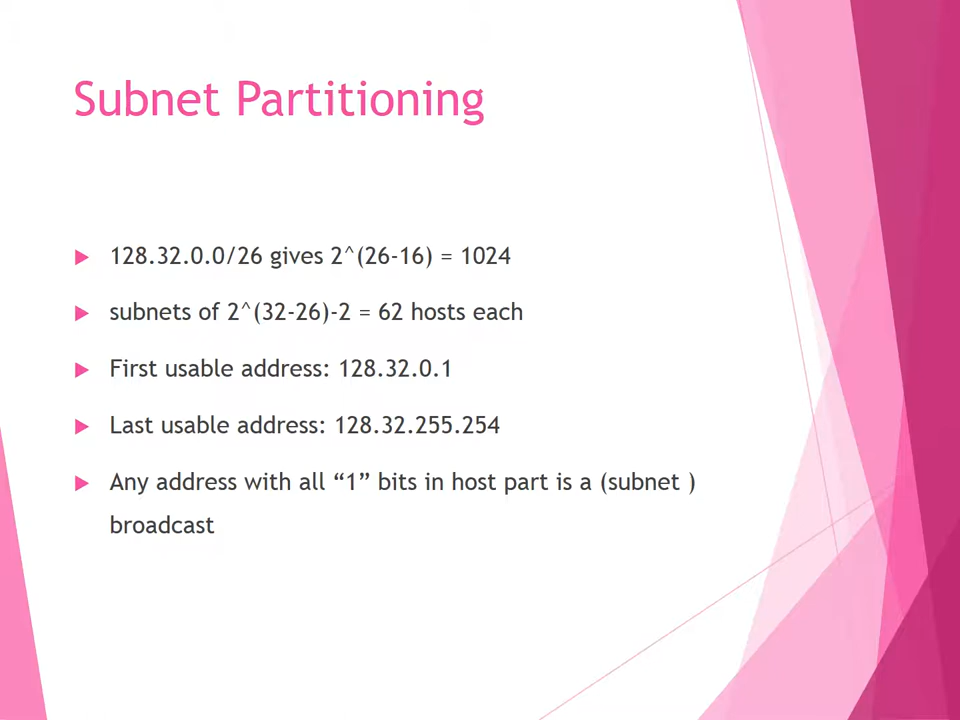 Subnet Partitioning
128.32.0.0/26 gives 2^(26-16) = 1024
subnets of 2^(32-26)-2 = 62 hosts each
First usable address: 128.32.0.1
Last usable address: 128.32.255.254
Any address with all “1” bits in host part is a (subnet )
broadcast